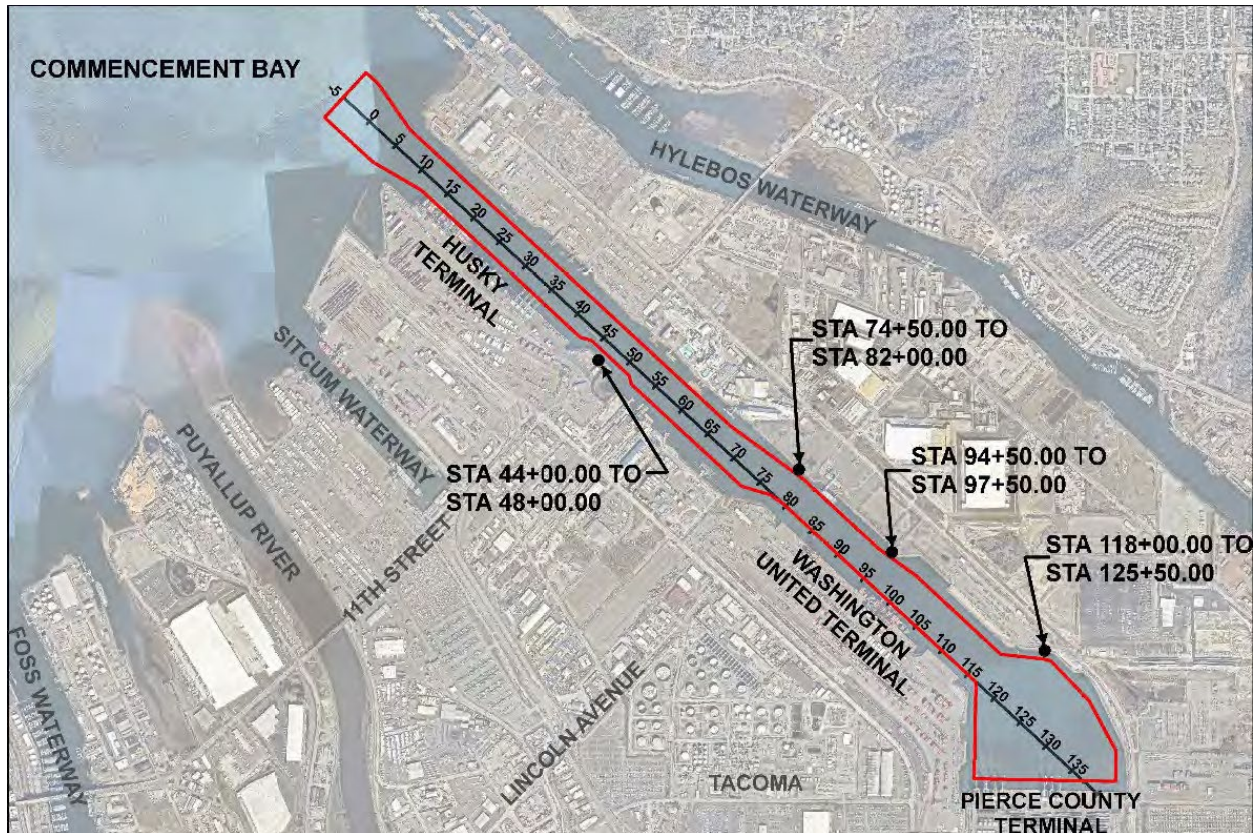 COMMENCEMENT BAY
-5
0
5
10
15
20
25
30
35
40
45
50
55
60
65
70
75
80
85
90
95
100
105
110
115
120
125
130
135
HYLEBOS WATERWAY
HUSKY
TERMINAL
SITCUM WATERWAY
PUYALLUP RIVER
STA 74+50.00 TO
STA 82+00.00
STA 44+00.00 TO
STA 48+00.00
STA 94+50.00 TO
STA 97+50.00
11TH STREET
WASHINGTON
UNITED TERMINAL
STA 118+00.00 TO
STA 125+50.00
FOSS WATERWAY
LINCOLN AVENUE
TACOMA
PIERCE COUNTY
TERMINAL